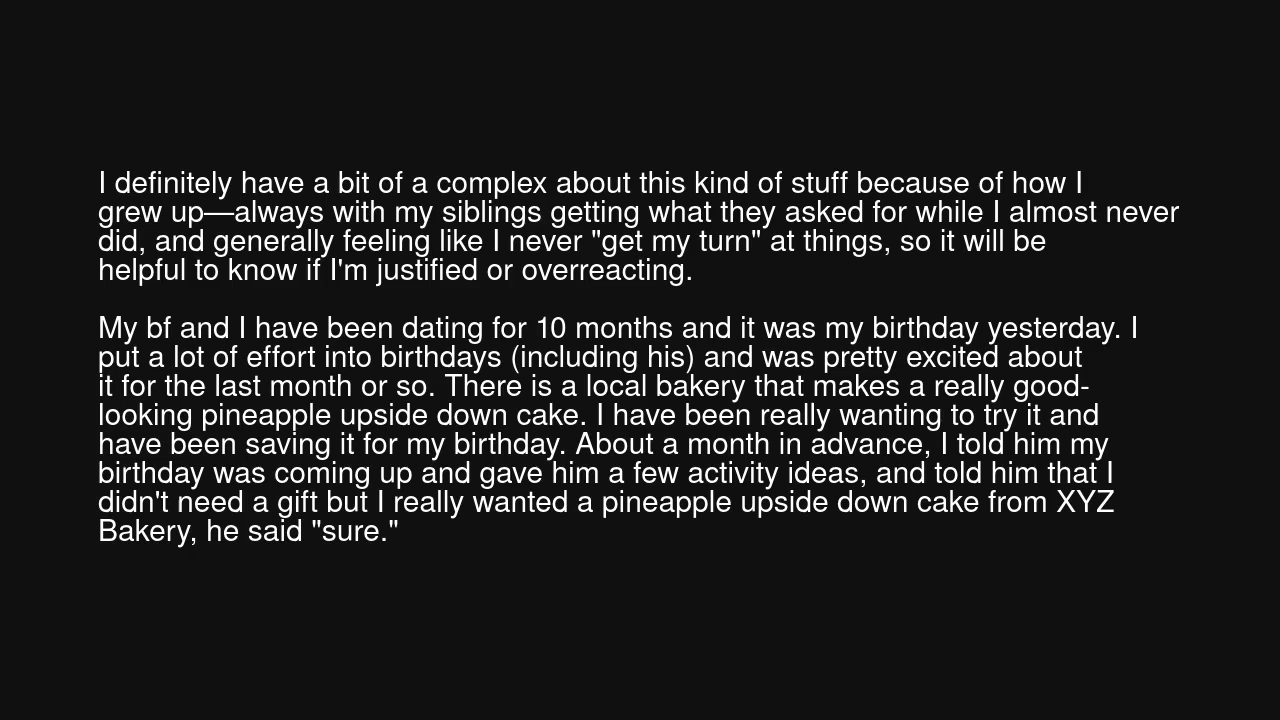 I definitely have a bit of a complex about this kind of stuff because of how I
grew up—always with my siblings getting what they asked for while I almost never
did, and generally feeling like I never "get my turn" at things, so it will be
helpful to know if I'm justified or overreacting.
My bf and I have been dating for 10 months and it was my birthday yesterday. I
put a lot of effort into birthdays (including his) and was pretty excited about
it for the last month or so. There is a local bakery that makes a really good-
looking pineapple upside down cake. I have been really wanting to try it and
have been saving it for my birthday. About a month in advance, I told him my
birthday was coming up and gave him a few activity ideas, and told him that I
didn't need a gift but I really wanted a pineapple upside down cake from XYZ
Bakery, he said "sure."